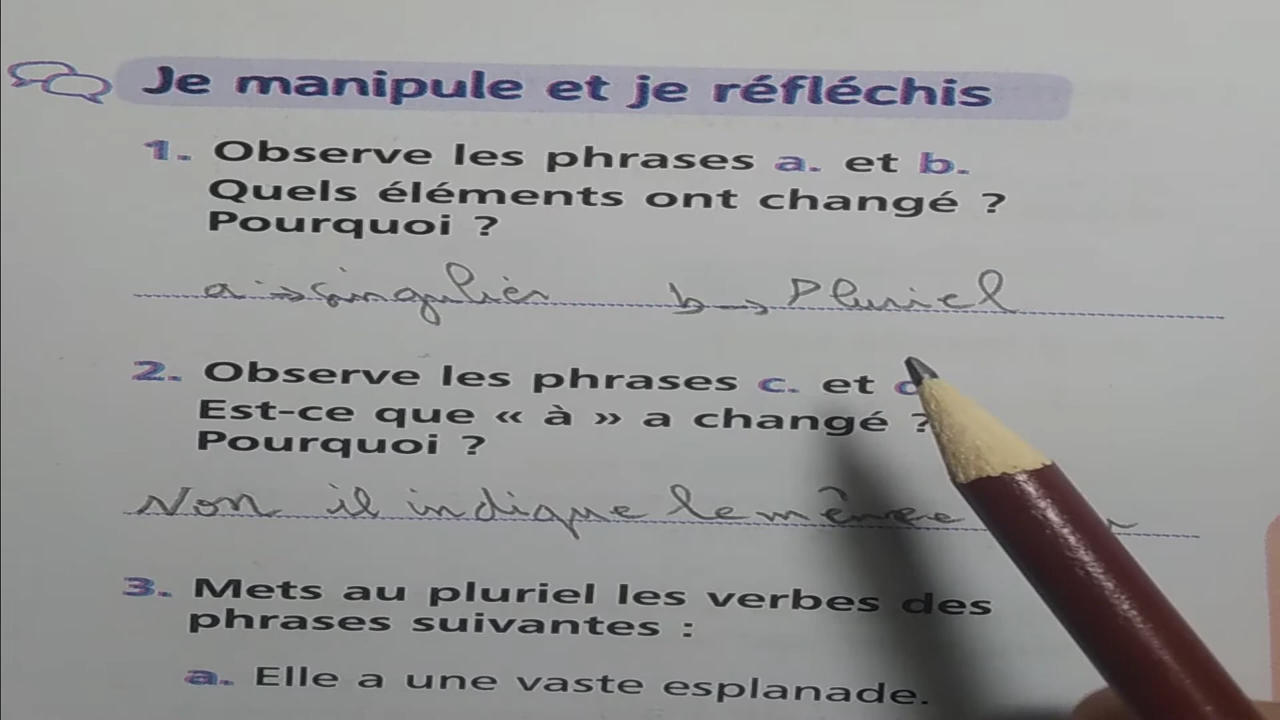 Je manipule et je réfléchis
1. Observe les phrases a. et b.
Quels éléments ont changé ?
Pourquoi ?
a → singulier b → Pluriel
2. Observe les phrases c. et
Est-ce que « à » a changé ?
Pourquoi ?
Non il indique le même
3. Mets au pluriel les verbes des
phrases suivantes :
a. Elle a une vaste esplanade.